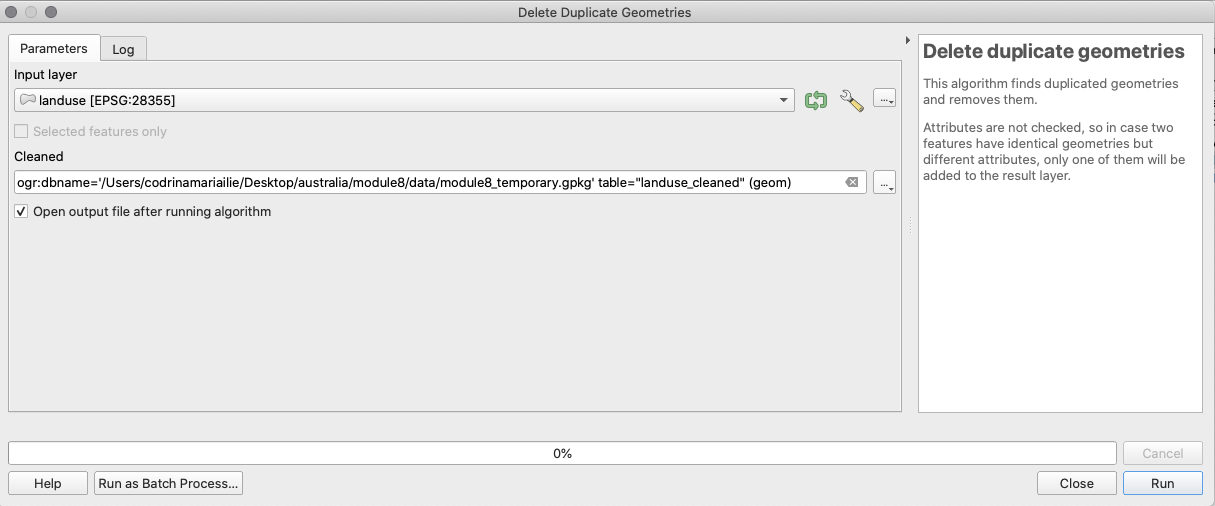 Delete Duplicate Geometries
Parameters
Log
Input layer
landuse [EPSG:28355]
...
Selected features only
Cleaned
ogr:dbname='/Users/codrinamariailie/Desktop/australia/module8/data/module8_temporary.gpkg' table="landuse_cleaned" (geom)
...
Open output file after running algorithm
Delete duplicate geometries
This algorithm finds duplicated geometries
and removes them.
Attributes are not checked, so in case two
features have identical geometries but
different attributes, only one of them will be
added to the result layer.
0%
Cancel
Help
Run as Batch Process...
Close
Run